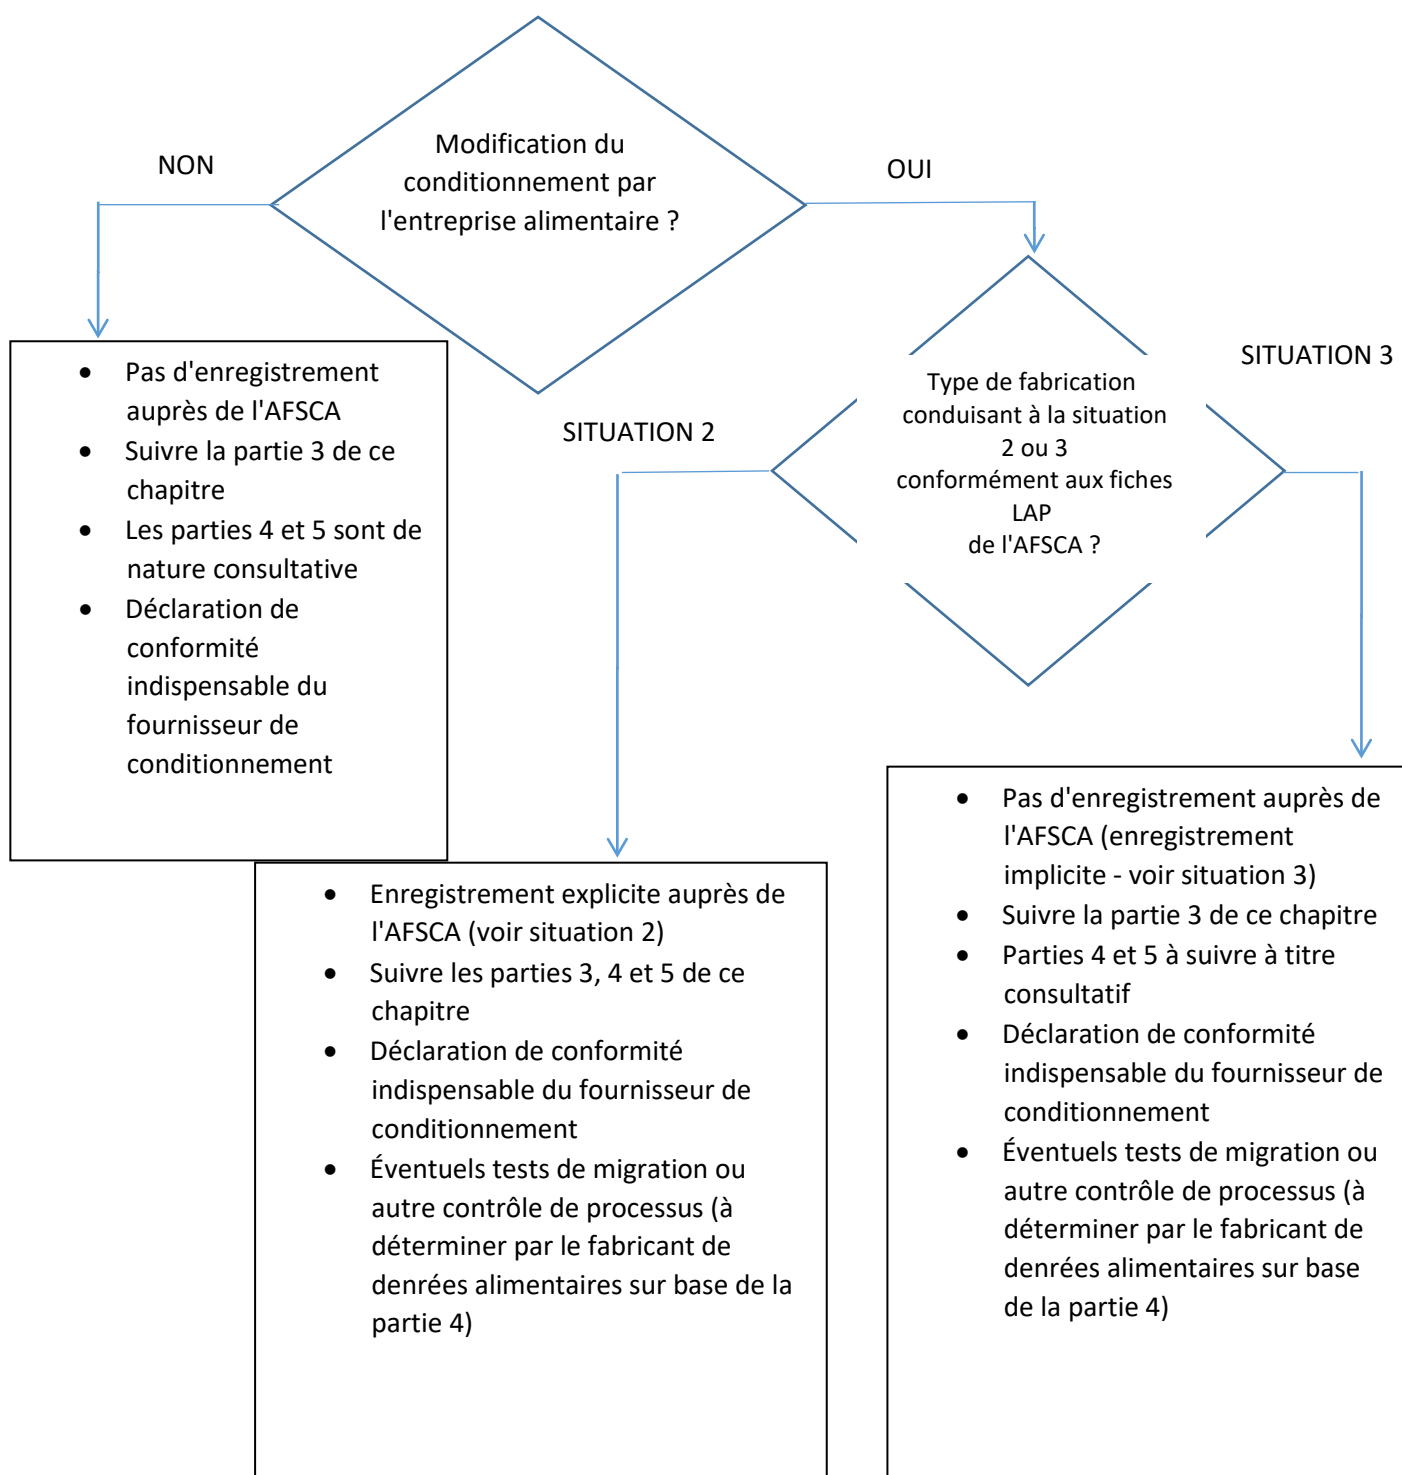 Modification du
conditionnement par
l'entreprise alimentaire ?
NON
OUI
• Pas d'enregistrement
auprès de l'AFSCA
• Suivre la partie 3 de ce
chapitre
• Les parties 4 et 5 sont de
nature consultative
• Déclaration de
conformité
indispensable du
fournisseur de
conditionnement
Type de fabrication
conduisant à la situation
2 ou 3
conformément aux fiches
LAP
de l'AFSCA ?
SITUATION 2
SITUATION 3
• Enregistrement explicite auprès de
l'AFSCA (voir situation 2)
• Suivre les parties 3, 4 et 5 de ce
chapitre
• Déclaration de conformité
indispensable du fournisseur de
conditionnement
• Éventuels tests de migration ou
autre contrôle de processus (à
déterminer par le fabricant de
denrées alimentaires sur base de la
partie 4)
• Pas d'enregistrement auprès de
l'AFSCA (enregistrement
implicite - voir situation 3)
• Suivre la partie 3 de ce chapitre
• Parties 4 et 5 à suivre à titre
consultatif
• Déclaration de conformité
indispensable du fournisseur de
conditionnement
• Éventuels tests de migration ou
autre contrôle de processus (à
déterminer par le fabricant de
denrées alimentaires sur base
de la partie 4)